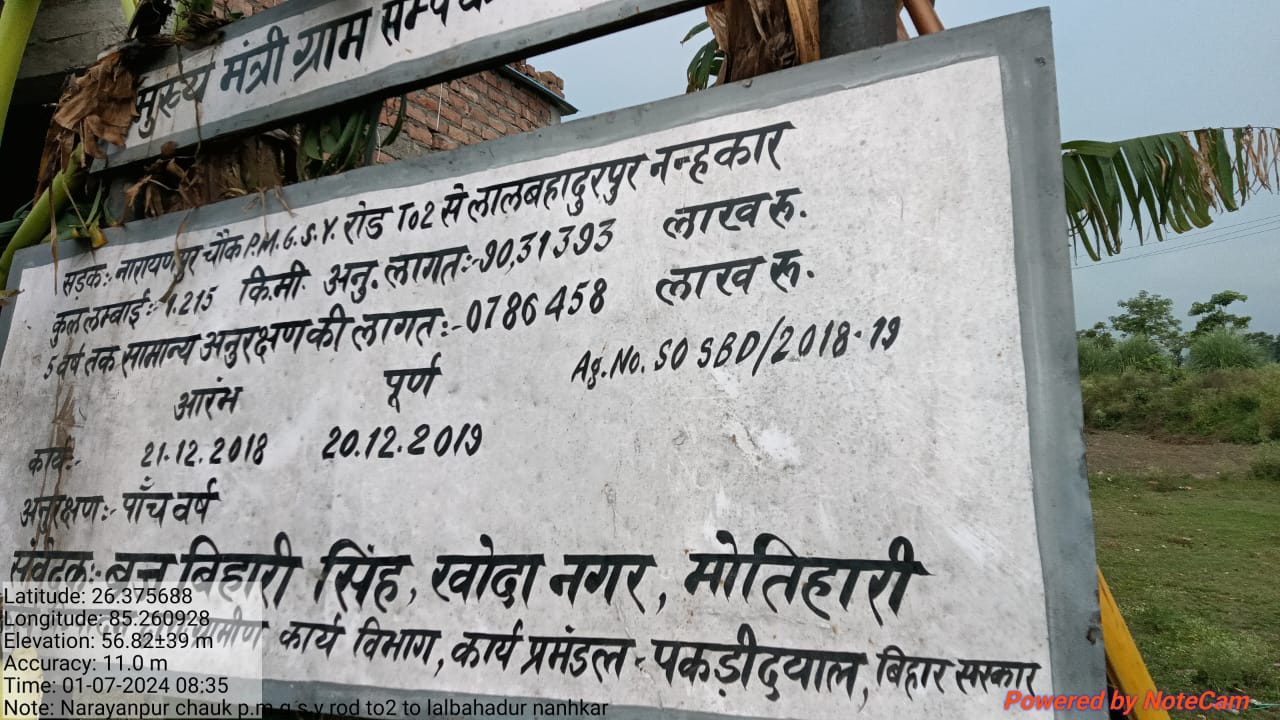 मुख्य मंत्री ग्राम सम्पर्क
सड़क:- नारायणपुर चौक P.M.G.S.Y. रोड To2 से लालबहादुरपुर नन्हकार
कुल लम्बाई:- 1.215 कि.मी. अनु. लागत:- 90,31393 लाख रू.
5 वर्ष तक सामान्य अनुरक्षण की लागत:- 0786458 लाख रू.
आरंभ पूर्ण Ag. No. SO SBD/2018-19
कार्य:- 21.12.2018 20.12.2019
अनुरक्षण:- पाँच वर्ष
संवेदक:- बिहारी सिंह, खोदा नगर, मोतिहारी
कार्य विभाग, कार्य प्रमंडल - पकड़ीदयाल, बिहार सरकार
Latitude: 26.375688
Longitude: 85.260928
Elevation: 56.82±39 m
Accuracy: 11.0 m
Time: 01-07-2024 08:35
Note: Narayanpur chauk p.m.g.s.y rod to2 to lalbahadur nanhkar
Powered by NoteCam